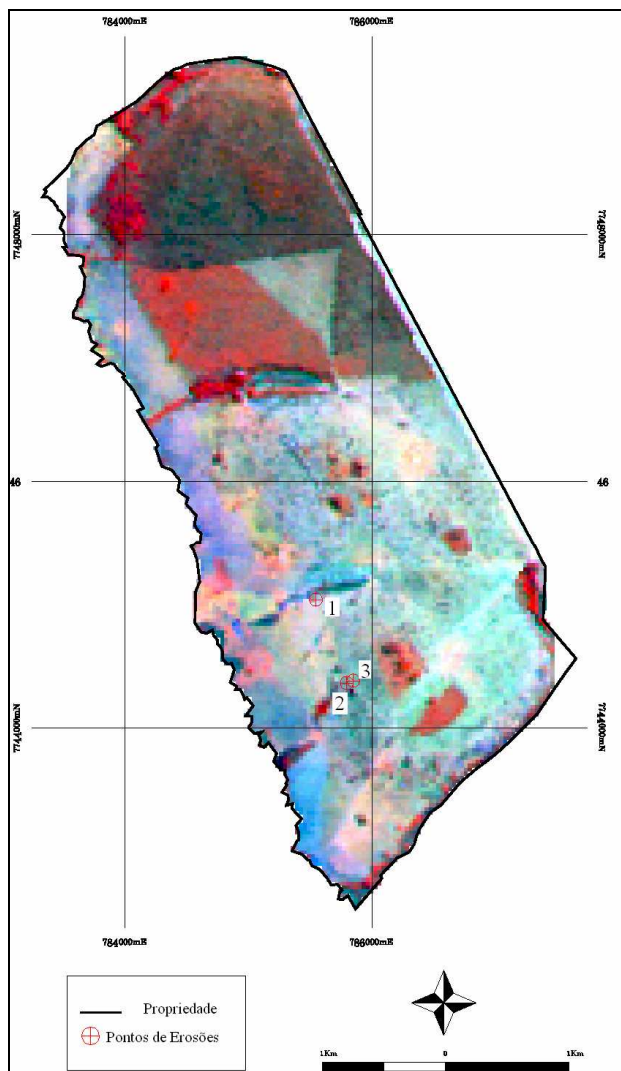 784000mE 786000mE
7748000mN 7748000mN
46 46
1
3
2
7744000mN 7744000mN
784000mE 786000mE
Propriedade
Pontos de Erosões
1Km 0 1Km